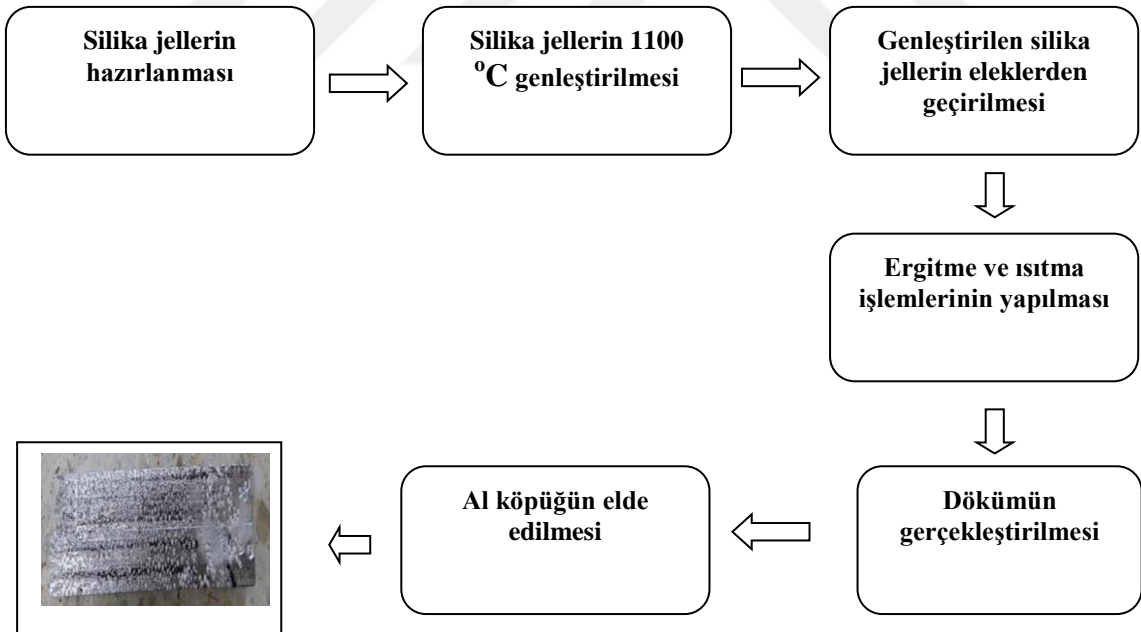 Silika jellerin
hazırlanması
Silika jellerin 1100
°C genleştirilmesi
Genleştirilen silika
jellerin eleklerden
geçirilmesi
Ergitme ve ısıtma
işlemlerinin yapılması
Dökümün
gerçekleştirilmesi
Al köpüğün elde
edilmesi